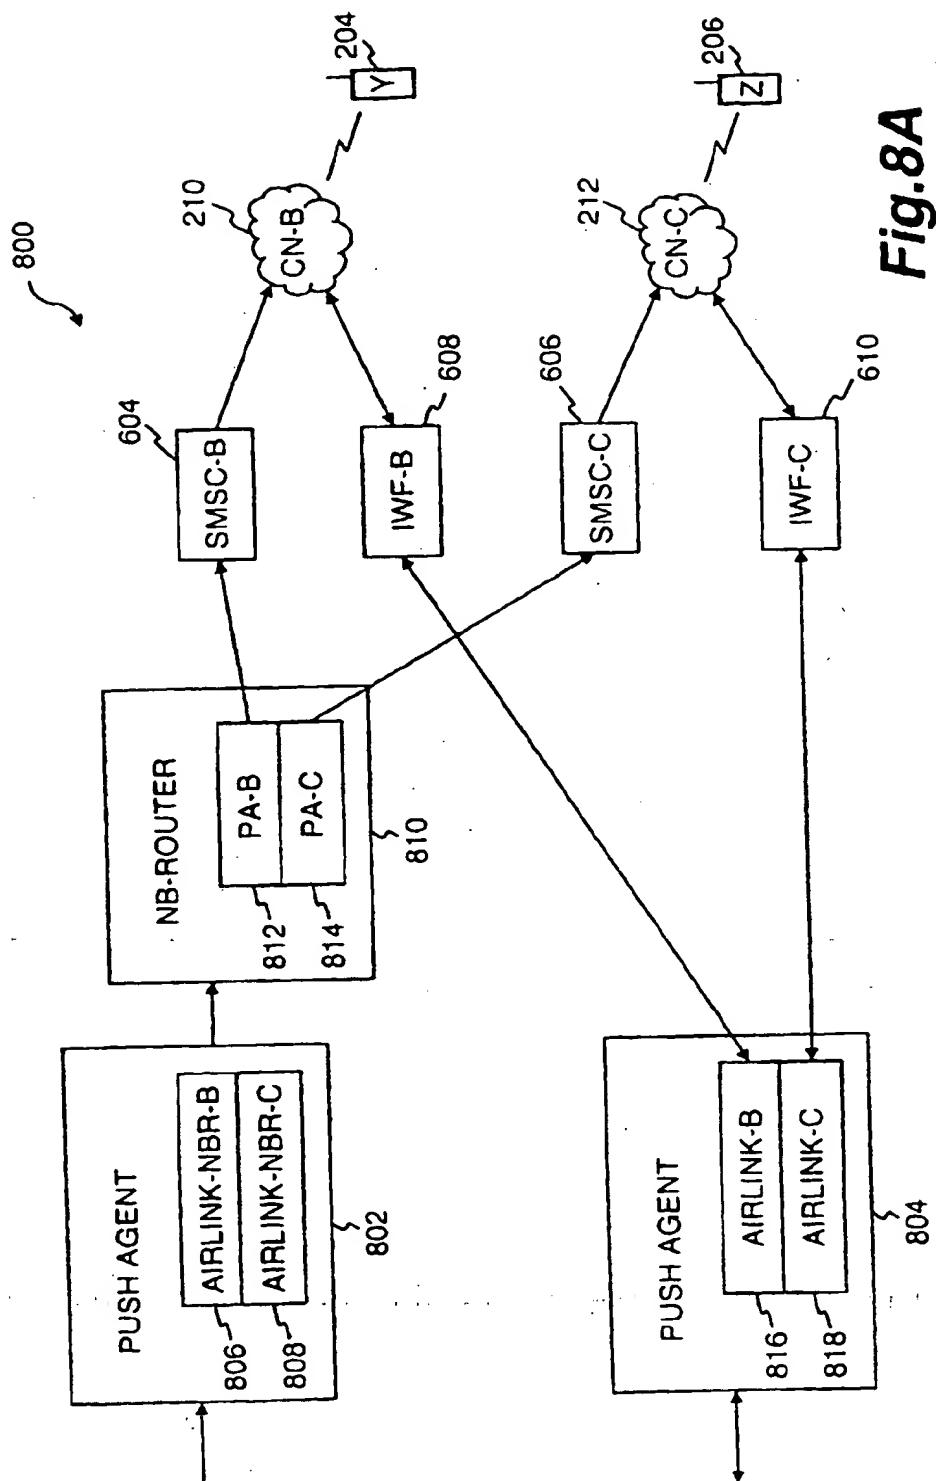 800
PUSH AGENT
AIRLINK-NBR-B
AIRLINK-NBR-C
806
808
802
NB-ROUTER
PA-B
PA-C
812
814
810
604
SMSC-B
IWF-B
608
210
CN-B
204
Y
PUSH AGENT
AIRLINK-B
AIRLINK-C
816
818
804
606
SMSC-C
IWF-C
610
212
CN-C
206
Z
Fig.8A